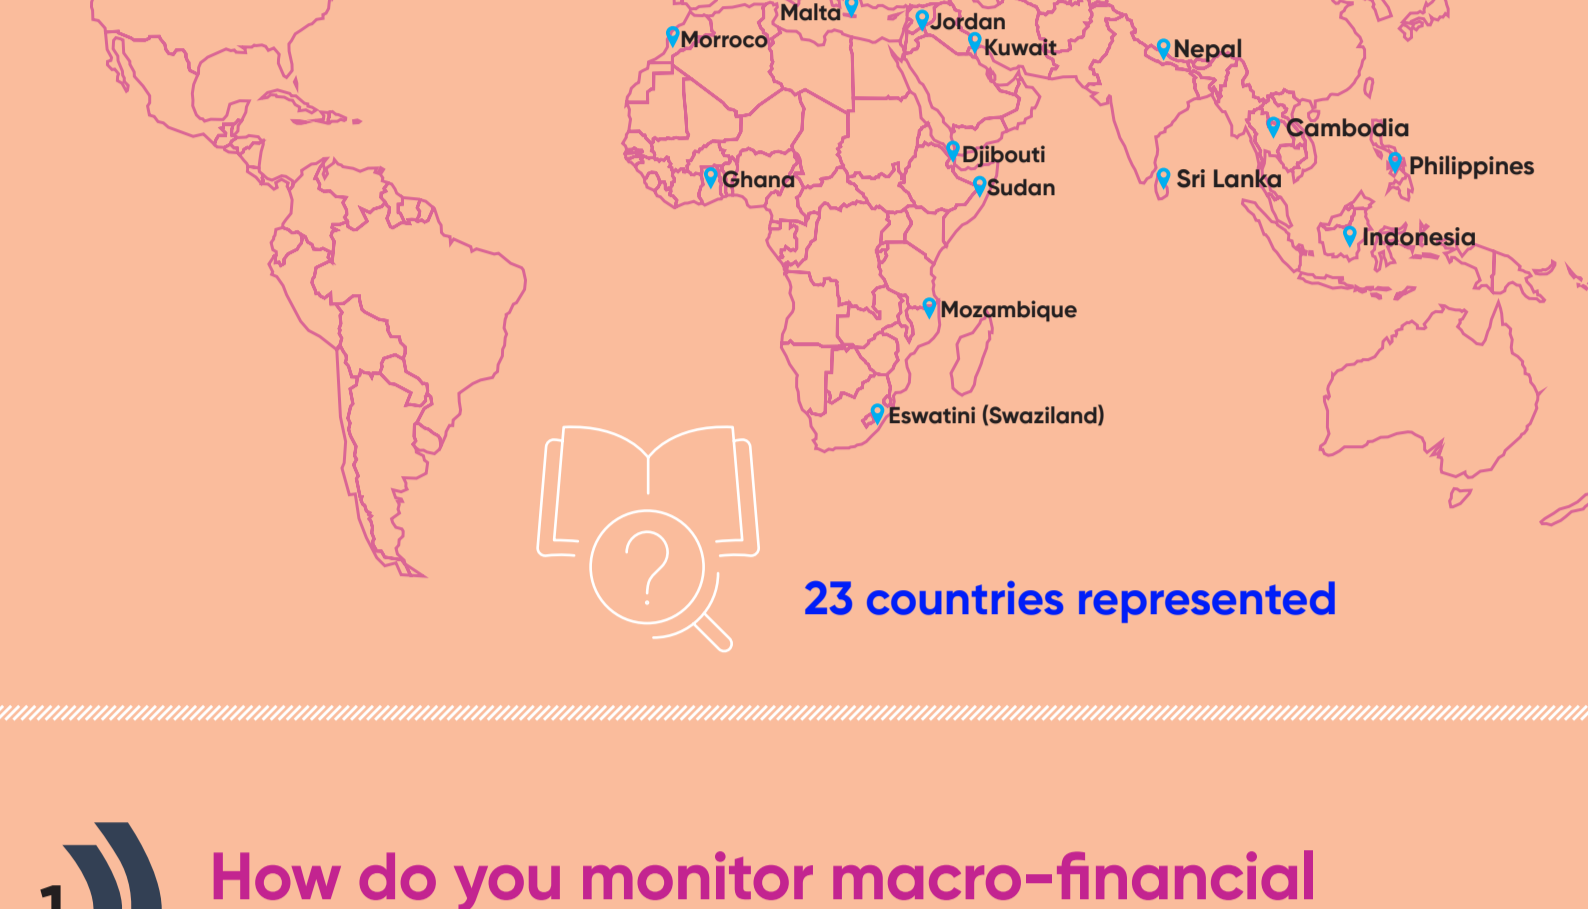 Malta
Jordan
Morroco
Kuwait
Nepal
Cambodia
Djibouti
Philippines
Ghana
Sri Lanka
Sudan
Indonesia
Mozambique
Eswatini (Swaziland)
?
23 countries represented
1
How do you monitor macro-financial